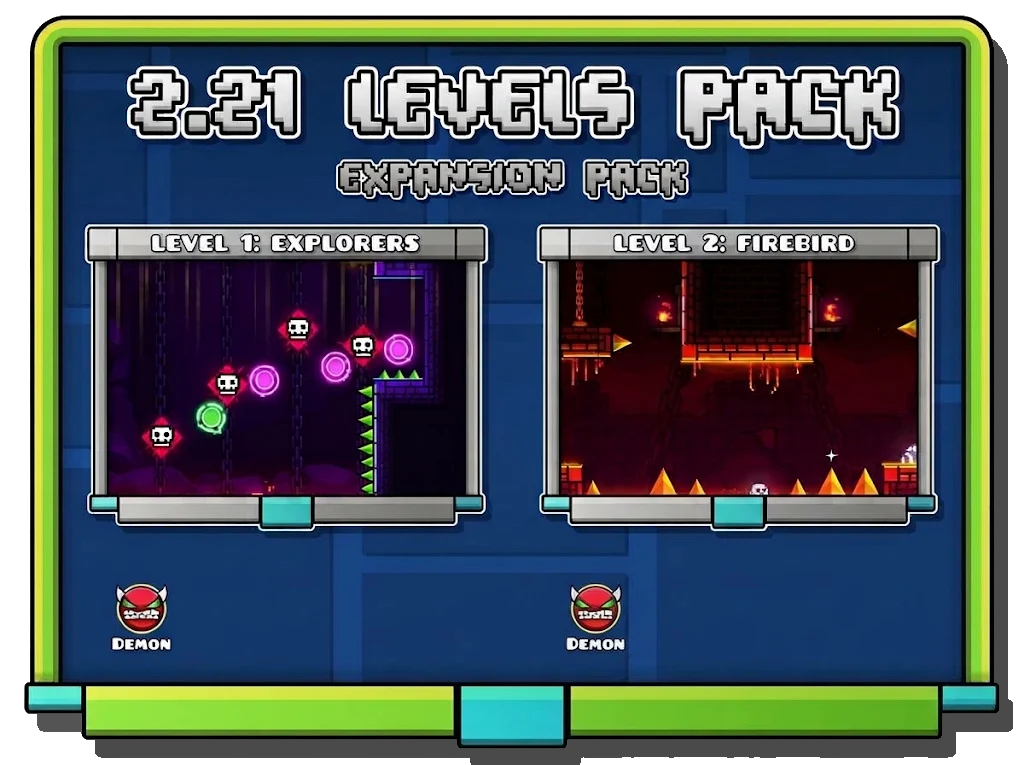 2.21 LEVELS PACK
EXPANSION PACK
LEVEL 1: EXPLORERS
LEVEL 2: FIREBIRD
DEMON
DEMON